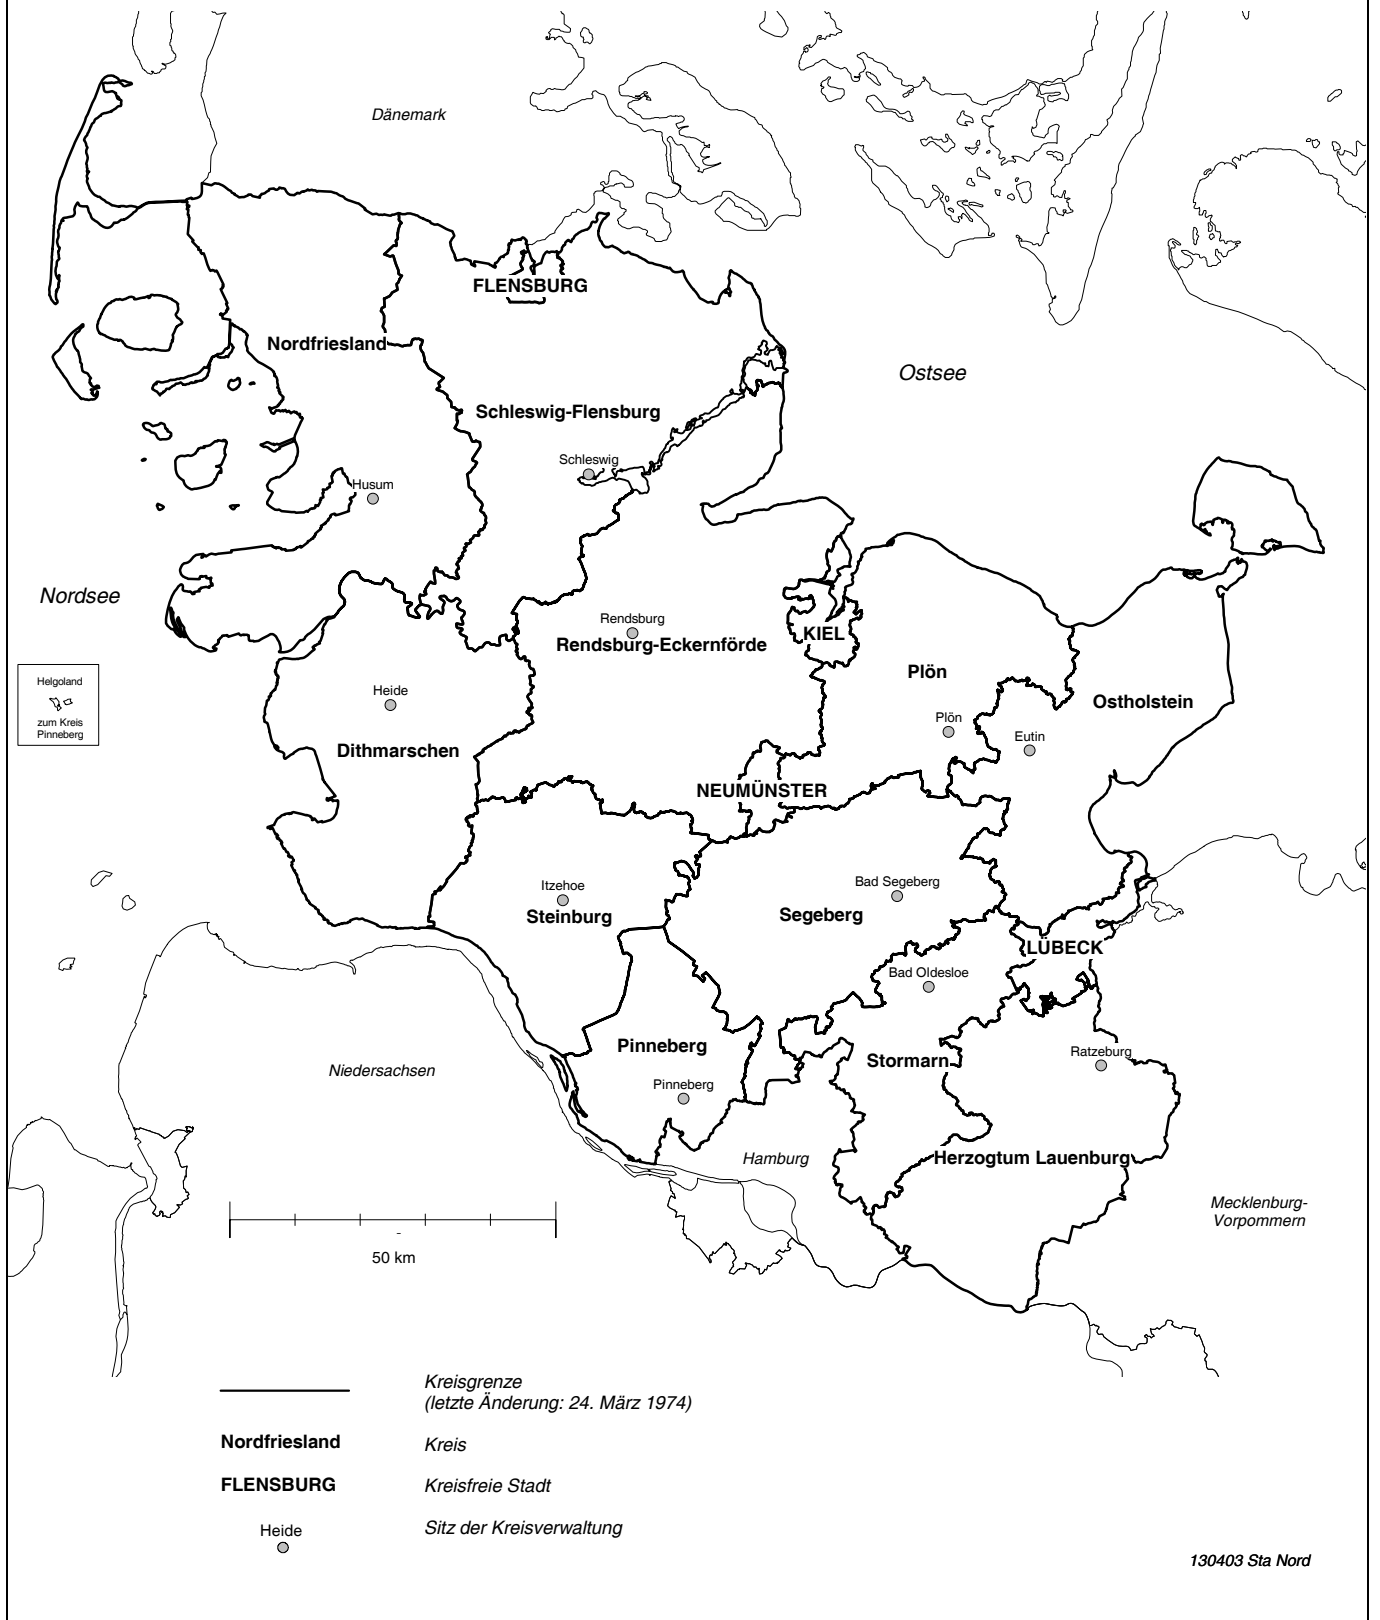 Dänemark
FLENSBURG
Nordfriesland
Ostsee
Schleswig-Flensburg
Schleswig
Husum
Nordsee
Rendsburg
Rendsburg-Eckernförde
KIEL
Plön
Helgoland
zum Kreis
Pinneberg
Heide
Ostholstein
Plön
Eutin
Dithmarschen
NEUMÜNSTER
Itzehoe
Steinburg
Bad Segeberg
Segeberg
LÜBECK
Bad Oldesloe
Pinneberg
Stormarn
Ratzeburg
Niedersachsen
Pinneberg
Hamburg
Herzogtum Lauenburg
Mecklenburg-
Vorpommern
50 km
Kreisgrenze
(letzte Änderung: 24. März 1974)
Nordfriesland
Kreis
FLENSBURG
Kreisfreie Stadt
Heide
Sitz der Kreisverwaltung
130403 Sta Nord